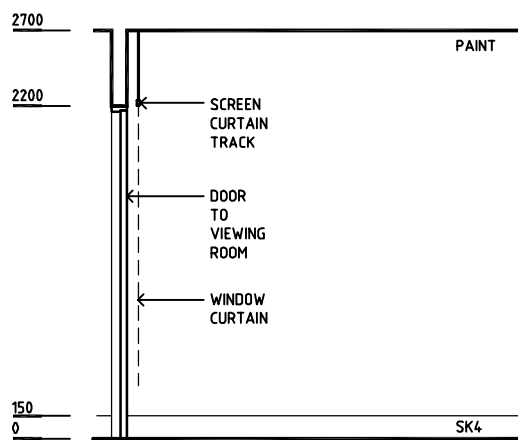 2700
PAINT
2200
SCREEN
CURTAIN
TRACK
DOOR
TO
VIEWING
ROOM
WINDOW
CURTAIN
150
0
SK4